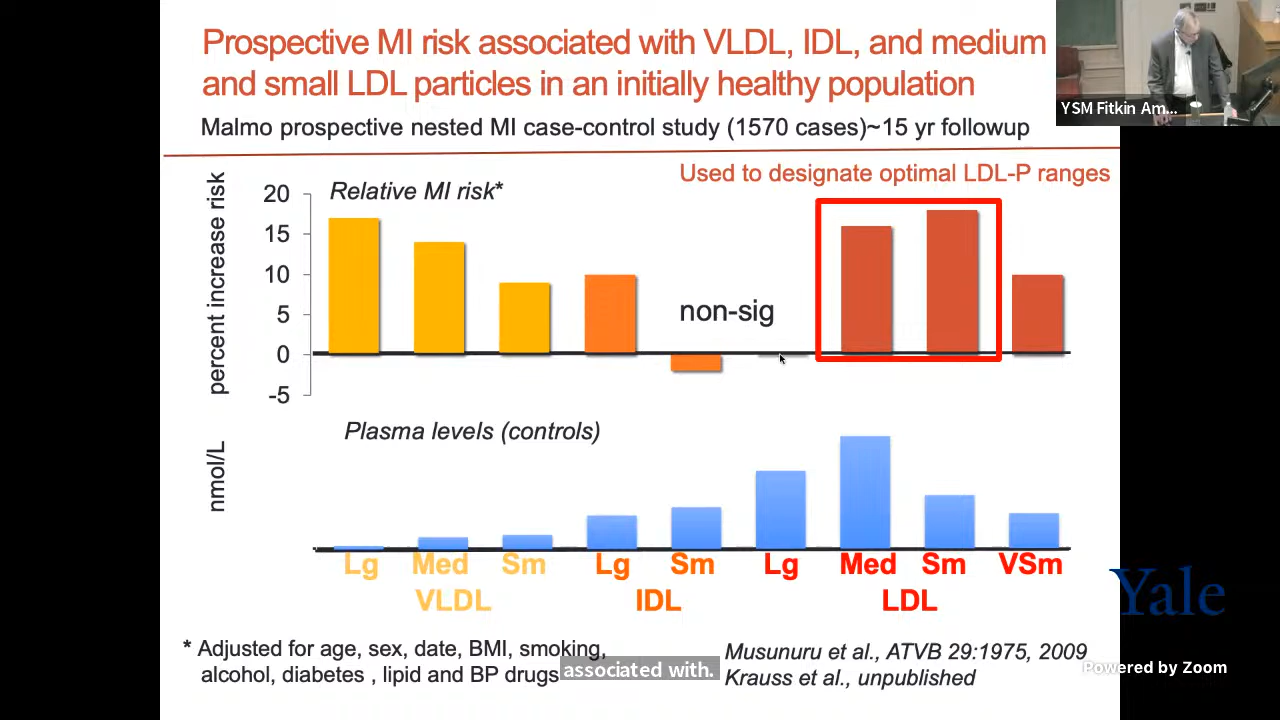 Prospective MI risk associated with VLDL, IDL, and medium
and small LDL particles in an initially healthy population
YSM Fitkin Am...
Malmo prospective nested MI case-control study (1570 cases)~15 yr followup
Used to designate optimal LDL-P ranges
Relative MI risk*
percent increase risk
20
15
10
5
0
-5
non-sig
Plasma levels (controls)
nmol/L
Lg Med Sm Lg Sm Lg Med Sm VSm
VLDL IDL LDL
Yale
* Adjusted for age, sex, date, BMI, smoking,
alcohol, diabetes , lipid and BP drugs
associated with.
Musunuru et al., ATVB 29:1975, 2009
Krauss et al., unpublished
Powered by Zoom